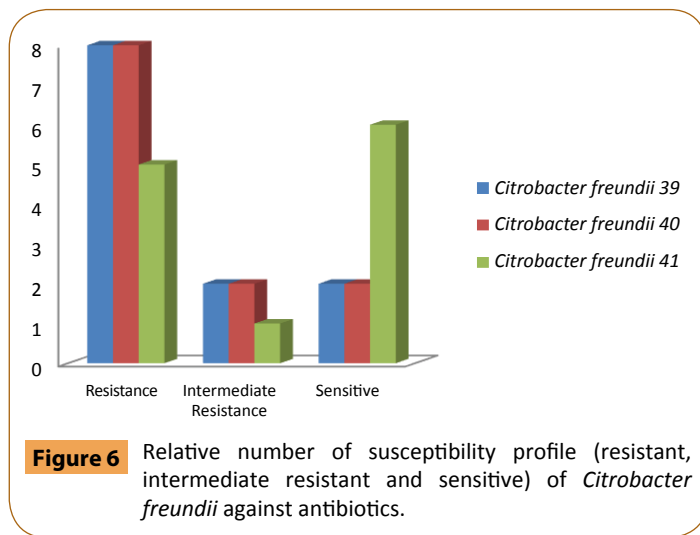 8
7
6
5
4
3
2
1
0
Resistance
Intermediate
Resistance
Sensitive
Citrobacter freundii 39
Citrobacter freundii 40
Citrobacter freundii 41
Figure 6 Relative number of susceptibility profile (resistant,
intermediate resistant and sensitive) of Citrobacter
freundii against antibiotics.